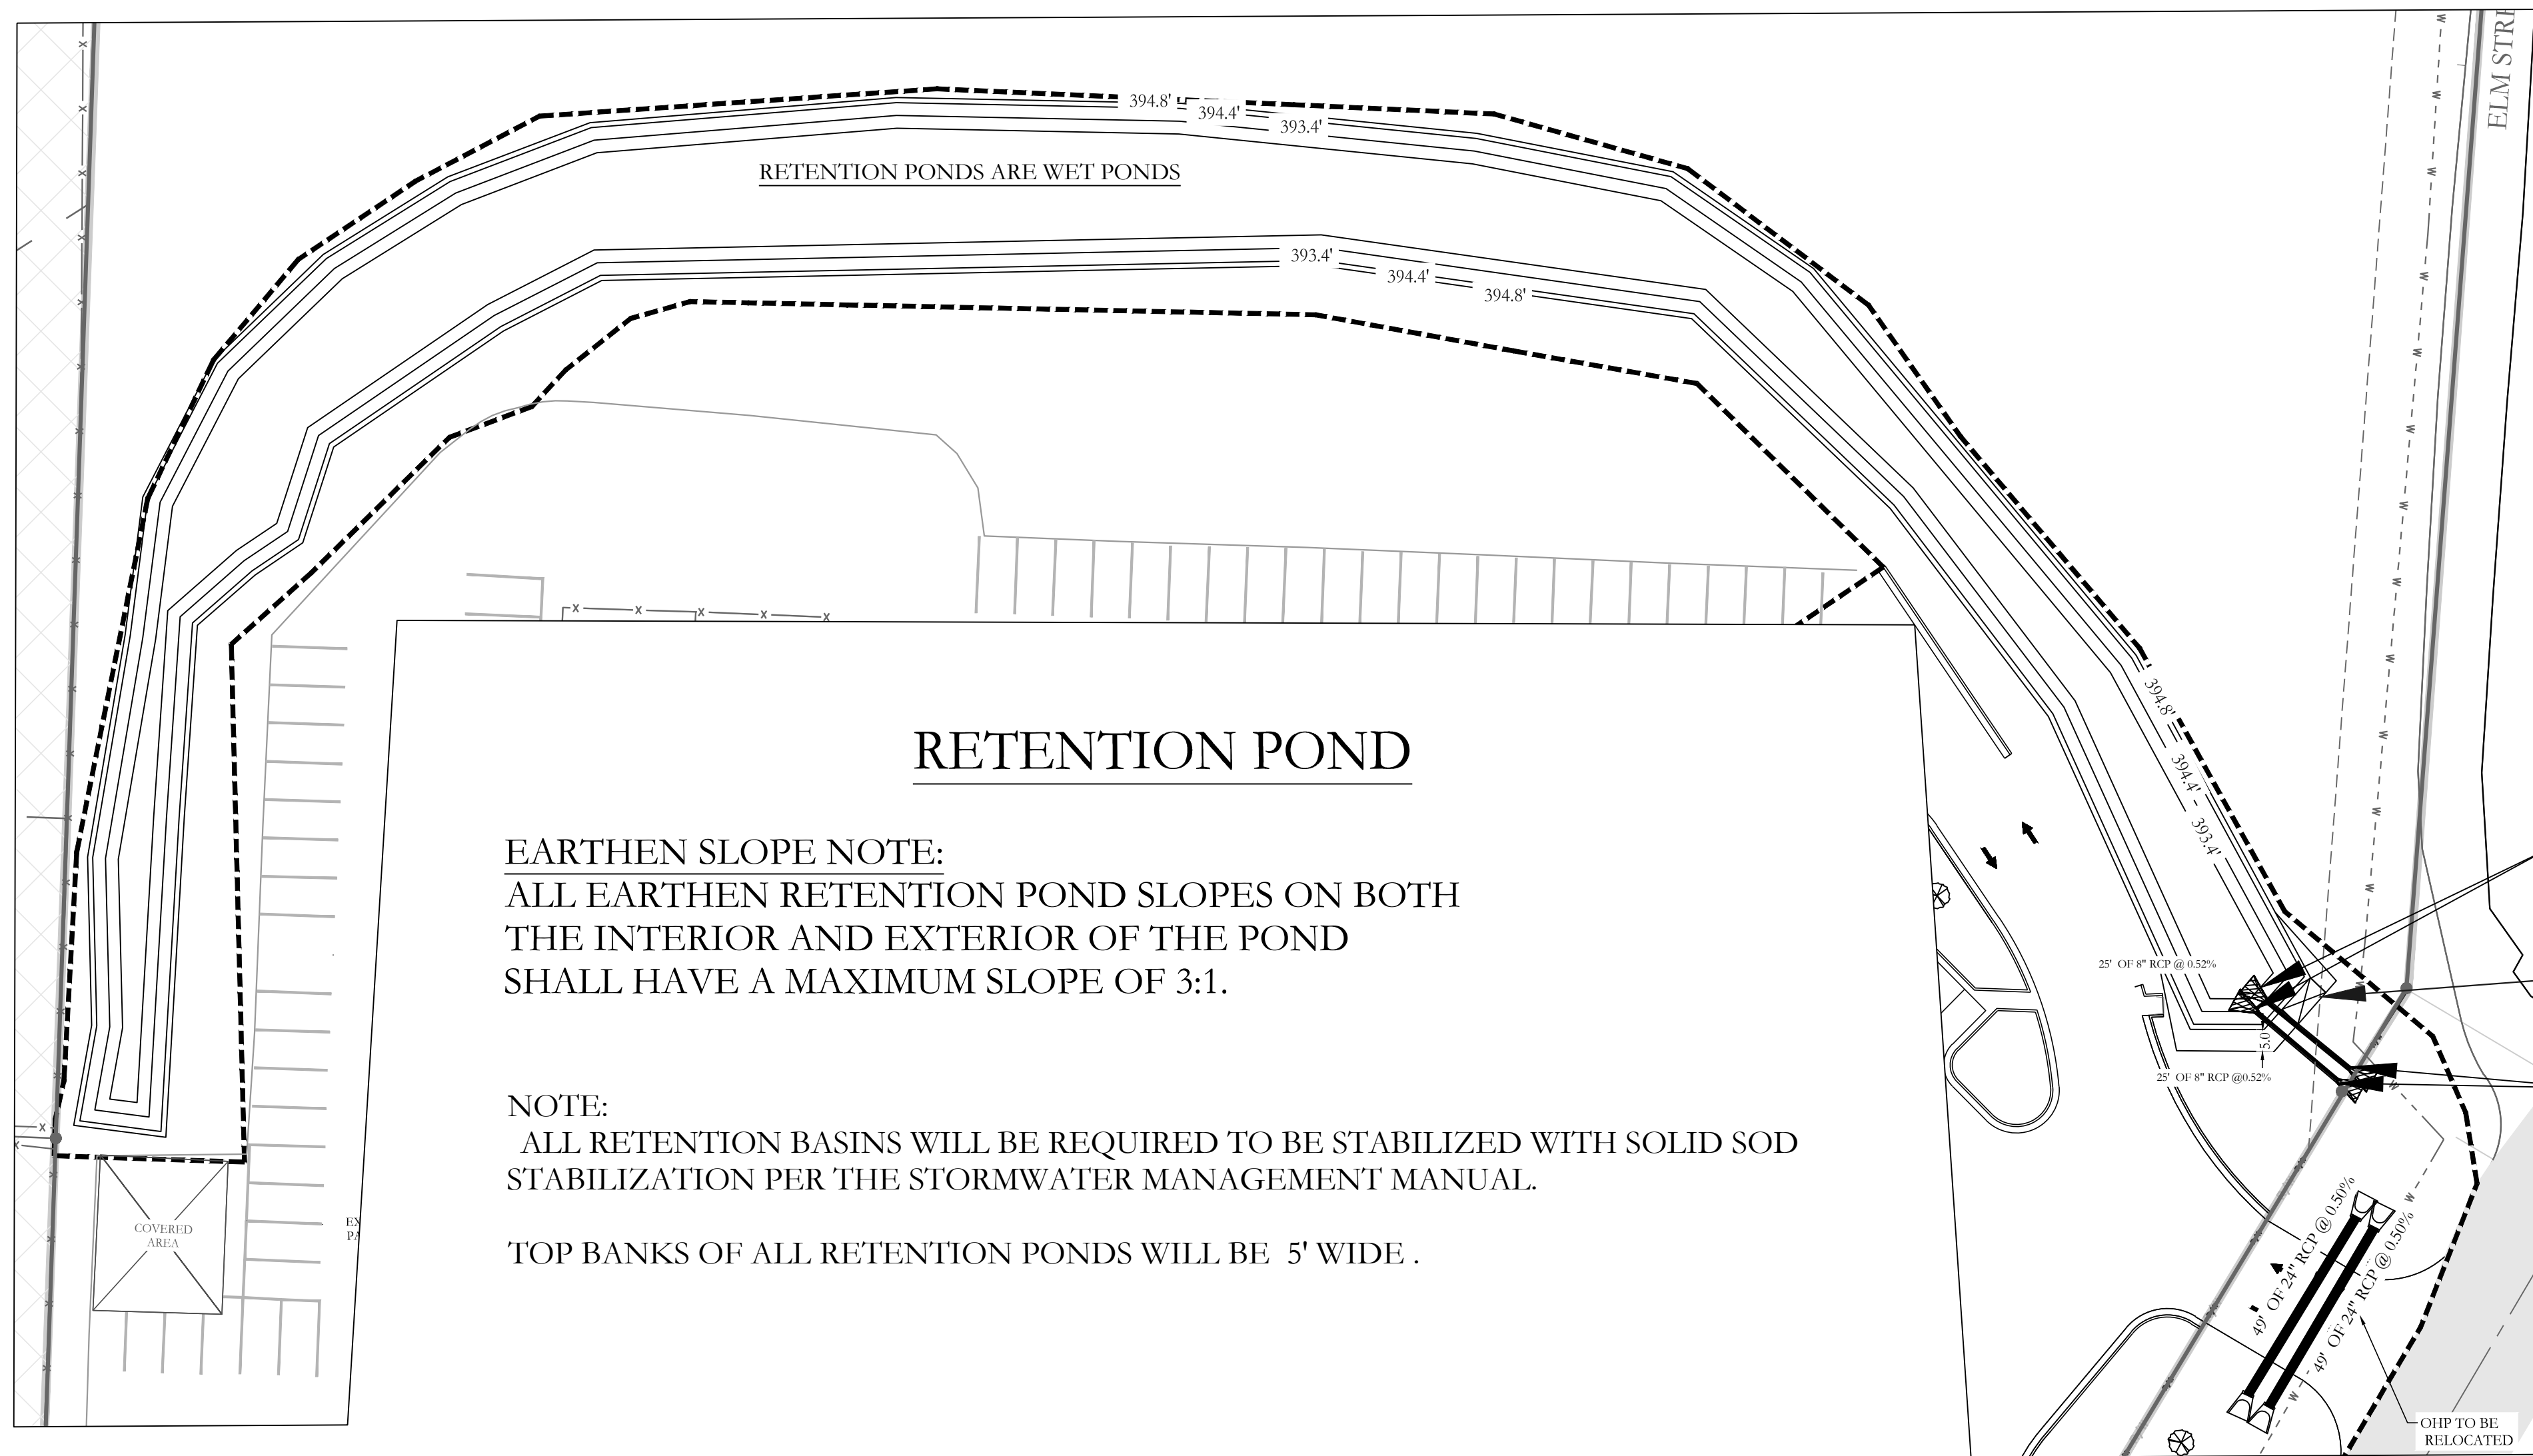 ELM STR
394.8'
394.4'
393.4'
RETENTION PONDS ARE WET PONDS
393.4'
394.4'
394.8'
394.8'
394.4'
393.4'
RETENTION POND
EARTHEN SLOPE NOTE:
ALL EARTHEN RETENTION POND SLOPES ON BOTH
THE INTERIOR AND EXTERIOR OF THE POND
SHALL HAVE A MAXIMUM SLOPE OF 3:1.
25' OF 8" RCP @ 0.52%
5.0
25' OF 8" RCP @0.52%
NOTE:
ALL RETENTION BASINS WILL BE REQUIRED TO BE STABILIZED WITH SOLID SOD
STABILIZATION PER THE STORMWATER MANAGEMENT MANUAL.
TOP BANKS OF ALL RETENTION PONDS WILL BE 5' WIDE .
COVERED
AREA
EX
PA
49' OF 24" RCP @ 0.50%
49' OF 24" RCP @ 0.50%
OHP TO BE
RELOCATED